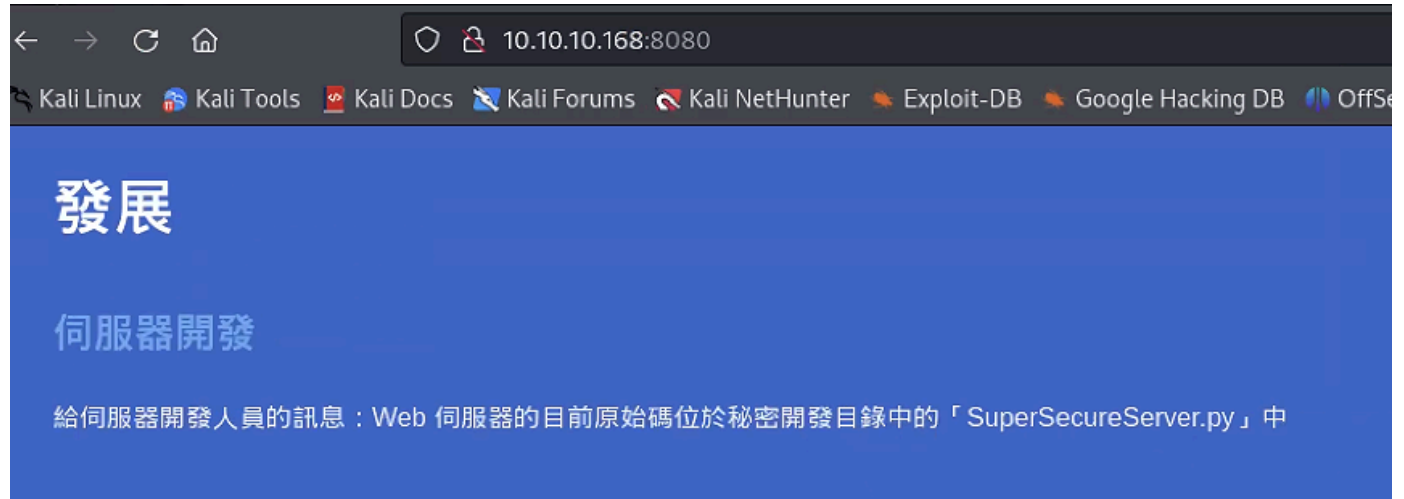 10.10.10.168:8080
Kali Linux Kali Tools Kali Docs Kali Forums Kali NetHunter Exploit-DB Google Hacking DB
發展
伺服器開發
給伺服器開發人員的訊息：Web 伺服器的目前原始碼位於秘密開發目錄中的「SuperSecureServer.py」中